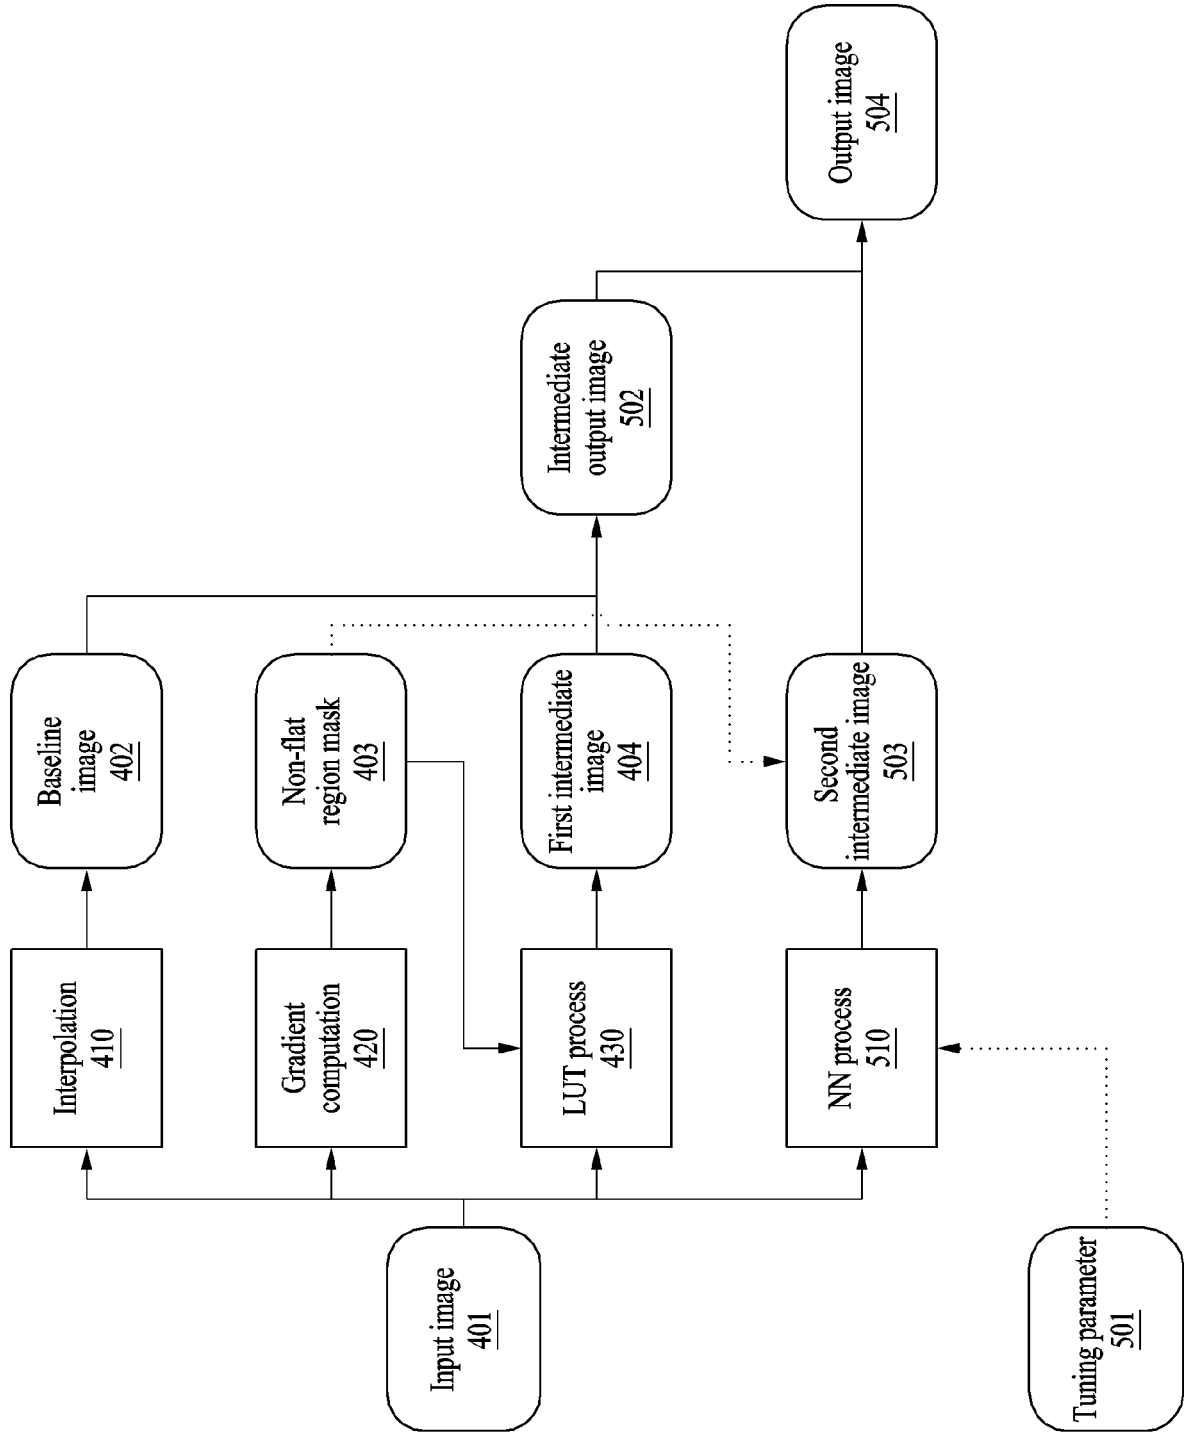 Input image
401
Tuning parameter
501
Interpolation
410
Gradient
computation
420
LUT process
430
NN process
510
Baseline
image
402
Non-flat
region mask
403
First intermediate
image
404
Second
intermediate image
503
Intermediate
output image
502
Output image
504